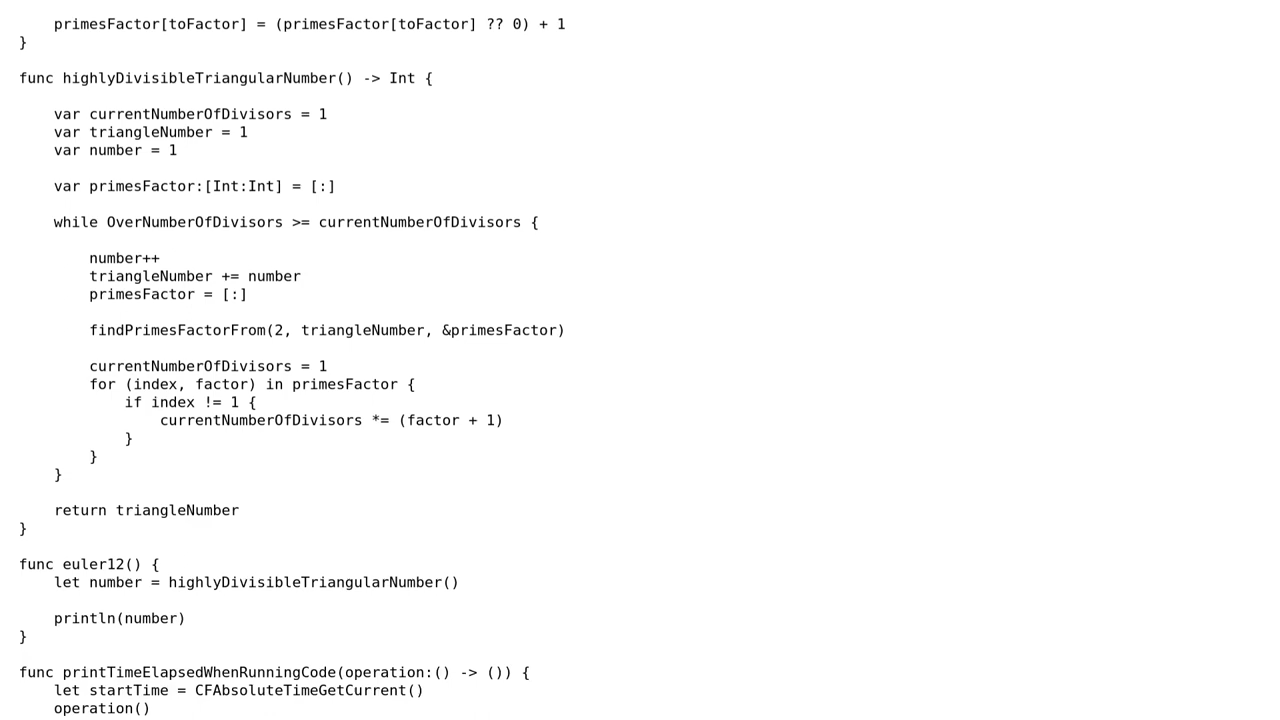 primesFactor[toFactor] = (primesFactor[toFactor] ?? 0) + 1
}

func highlyDivisibleTriangularNumber() -> Int {

    var currentNumberOfDivisors = 1
    var triangleNumber = 1
    var number = 1

    var primesFactor:[Int:Int] = [:]

    while OverNumberOfDivisors >= currentNumberOfDivisors {

        number++
        triangleNumber += number
        primesFactor = [:]

        findPrimesFactorFrom(2, triangleNumber, &primesFactor)

        currentNumberOfDivisors = 1
        for (index, factor) in primesFactor {
            if index != 1 {
                currentNumberOfDivisors *= (factor + 1)
            }
        }
    }

    return triangleNumber
}

func euler12() {
    let number = highlyDivisibleTriangularNumber()

    println(number)
}

func printTimeElapsedWhenRunningCode(operation:() -> ()) {
    let startTime = CFAbsoluteTimeGetCurrent()
    operation()